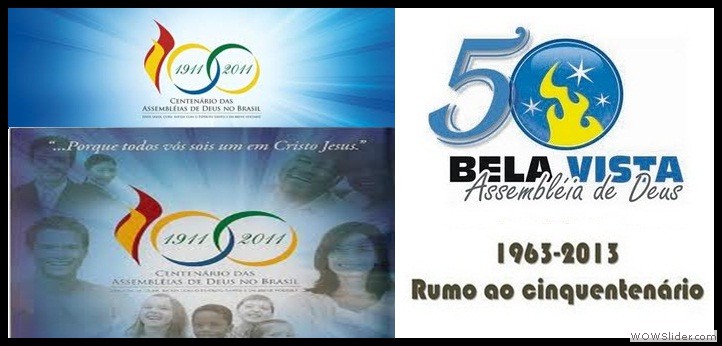 1911 2011
CENTENÁRIO DAS
ASSEMBLÉIAS DE DEUS NO BRASIL
“...Porque todos vós sois um em Cristo Jesus.”
1911 2011
CENTENÁRIO DAS
ASSEMBLÉIAS DE DEUS NO BRASIL
50
BELA VISTA
Assembléia de Deus
1963-2013
Rumo ao cinquentenário
WOWSlider.com